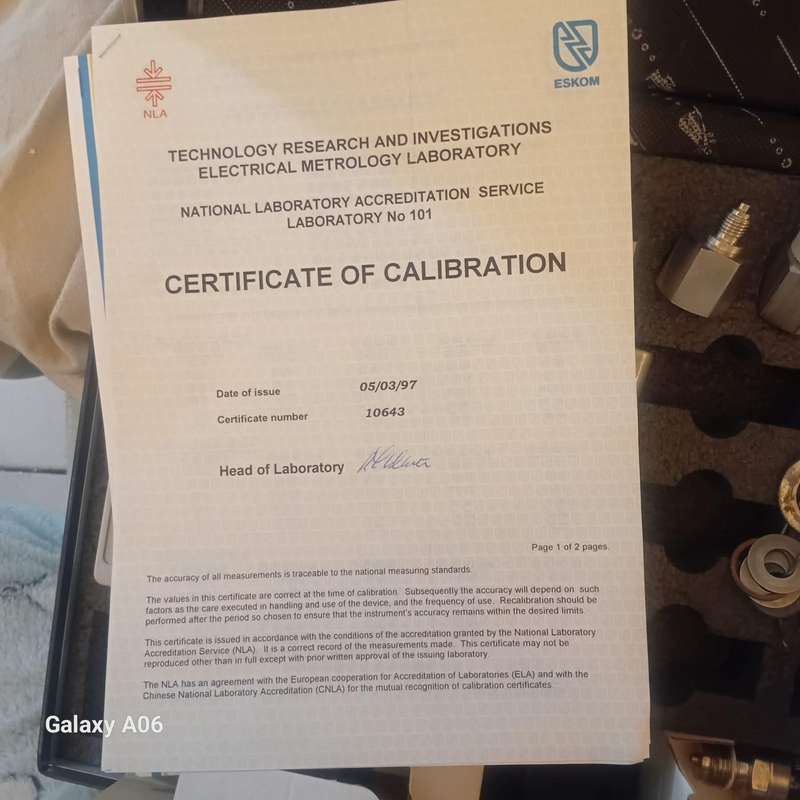 NLA
ESKOM
TECHNOLOGY RESEARCH AND INVESTIGATIONS
ELECTRICAL METROLOGY LABORATORY
NATIONAL LABORATORY ACCREDITATION SERVICE
LABORATORY No 101
CERTIFICATE OF CALIBRATION
Date of issue 05/03/97
Certificate number 10643
Head of Laboratory
Page 1 of 2 pages.
The accuracy of all measurements is traceable to the national measuring standards.
The values in this certificate are correct at the time of calibration. Subsequently the accuracy will depend on such
factors as the care executed in handling and use of the device, and the frequency of use. Recalibration should be
performed after the period so chosen to ensure that the instrument's accuracy remains within the desired limits.
This certificate is issued in accordance with the conditions of the accreditation granted by the National Laboratory
Accreditation Service (NLA). It is a correct record of the measurements made. This certificate may not be
reproduced other than in full except with prior written approval of the issuing laboratory.
The NLA has an agreement with the European cooperation for Accreditation of Laboratories (ELA) and with the
Chinese National Laboratory Accreditation (CNLA) for the mutual recognition of calibration certificates.
Galaxy A06